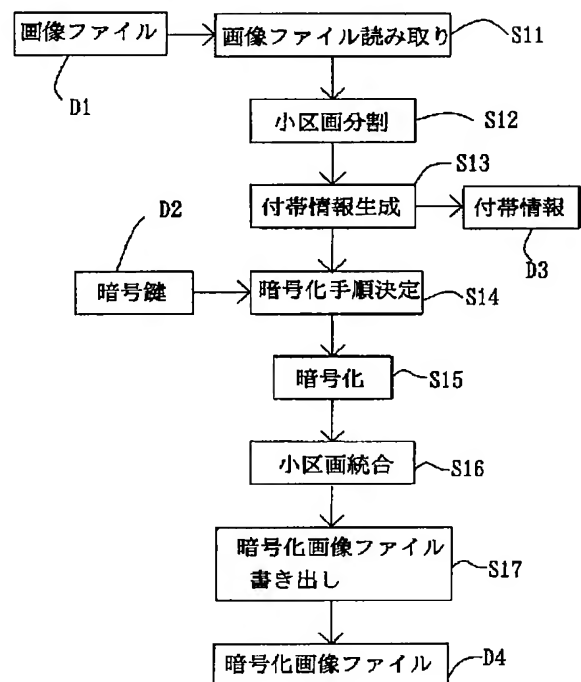 画像ファイル
画像ファイル読み取り
S11
D1
小区画分割
S12
S13
付帯情報生成
付帯情報
D2
D3
暗号鍵
暗号化手順決定
S14
暗号化
S15
小区画統合
S16
暗号化画像ファイル
書き出し
S17
暗号化画像ファイル
D4